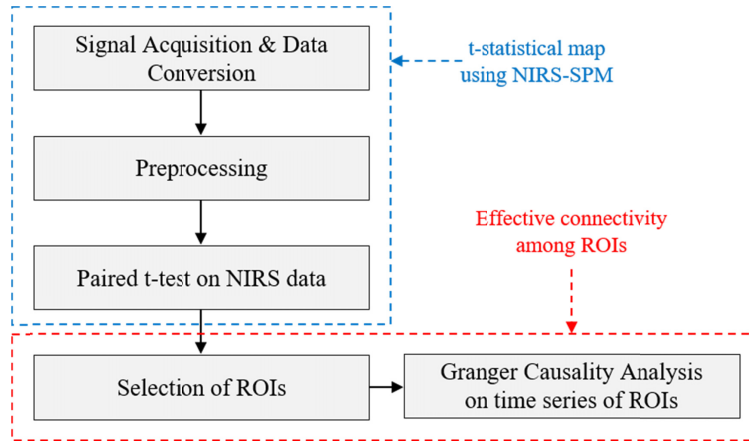 Signal Acquisition & Data
Conversion
t-statistical map
using NIRS-SPM
Preprocessing
Effective connectivity
among ROIs
Paired t-test on NIRS data
Selection of ROIs
Granger Causality Analysis
on time series of ROIs